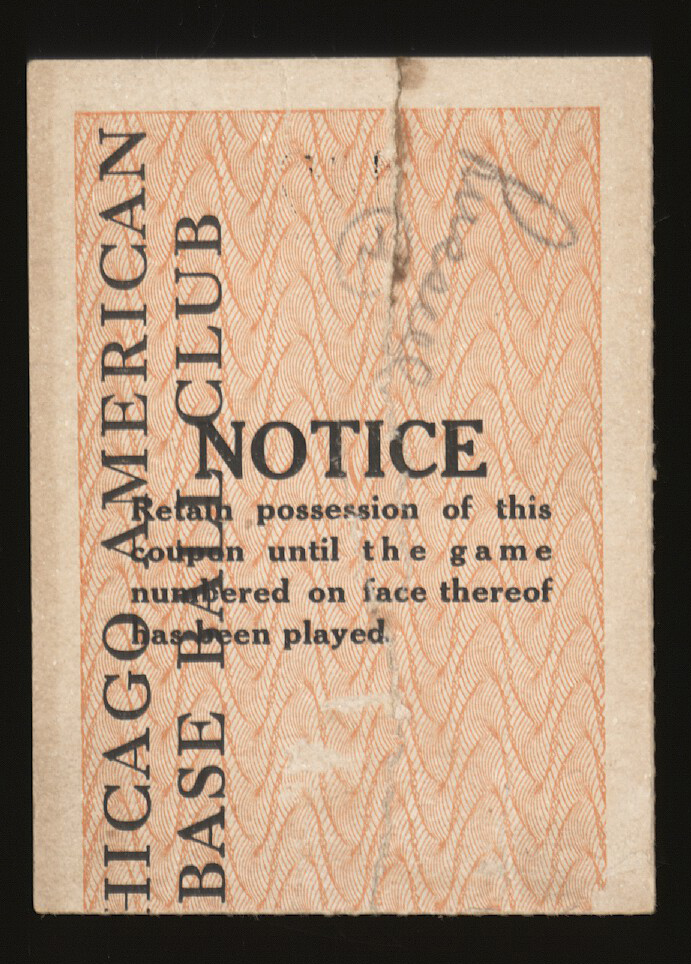 HICAGO AMERICAN
BASE BALL CLUB
NOTICE
Retain possession of this
coupon until the game
numbered on face thereof
has been played.